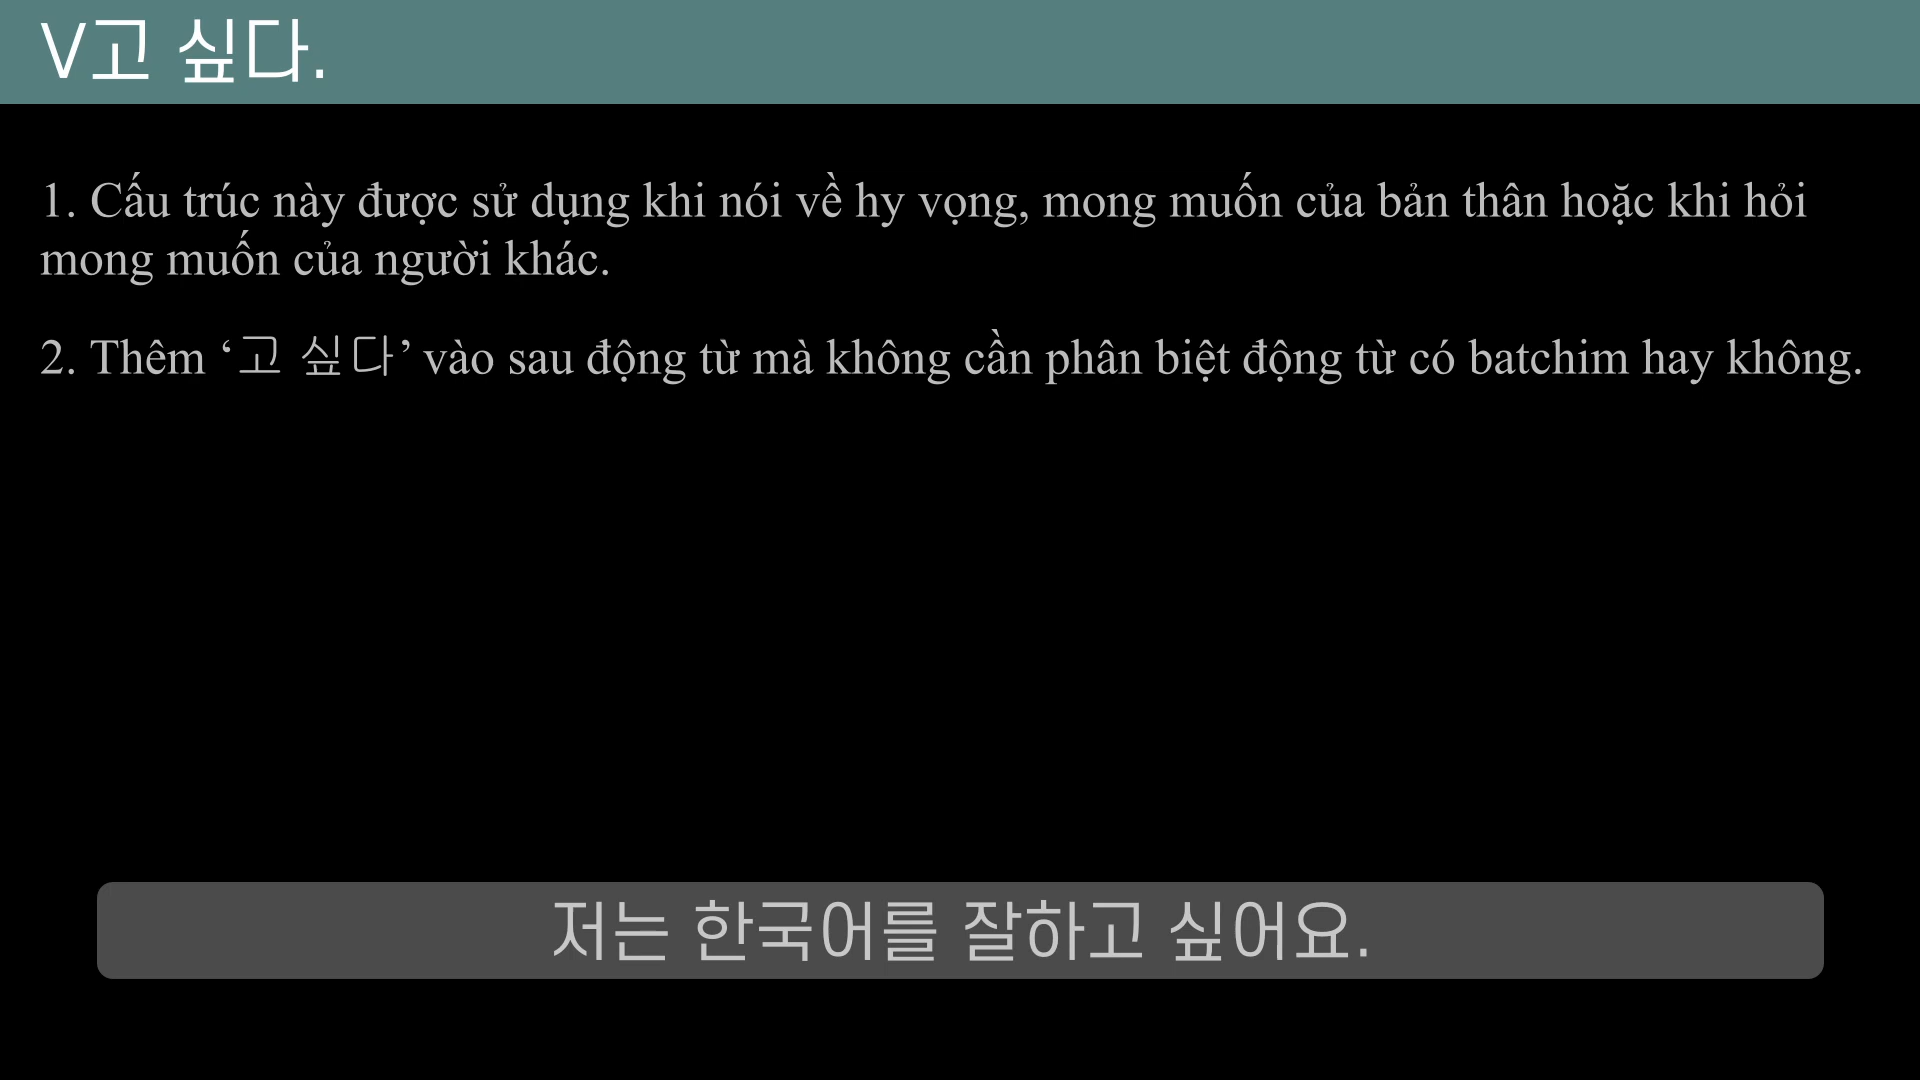 V고 싶다.
1. Cấu trúc này được sử dụng khi nói về hy vọng, mong muốn của bản thân hoặc khi hỏi
mong muốn của người khác.
2. Thêm ‘고 싶다’ vào sau động từ mà không cần phân biệt động từ có batchim hay không.
저는 한국어를 잘하고 싶어요.